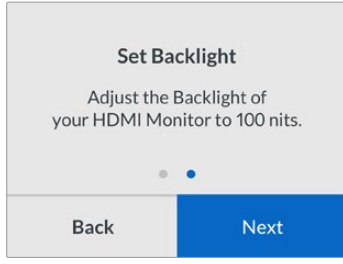 Set Backlight
Adjust the Backlight of
your HDMI Monitor to 100 nits.
Back
Next